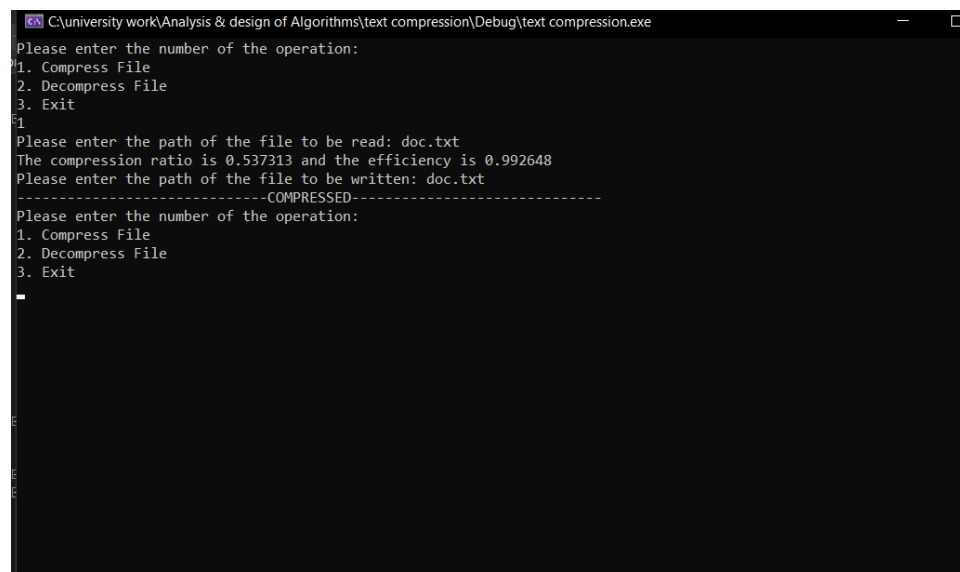 C:\university work\Analysis & design of Algorithms\text compression\Debug\text compression.exe
Please enter the number of the operation:
1. Compress File
2. Decompress File
3. Exit
1
Please enter the path of the file to be read: doc.txt
The compression ratio is 0.537313 and the efficiency is 0.992648
Please enter the path of the file to be written: doc.txt
------------------------------COMPRESSED------------------------------
Please enter the number of the operation:
1. Compress File
2. Decompress File
3. Exit